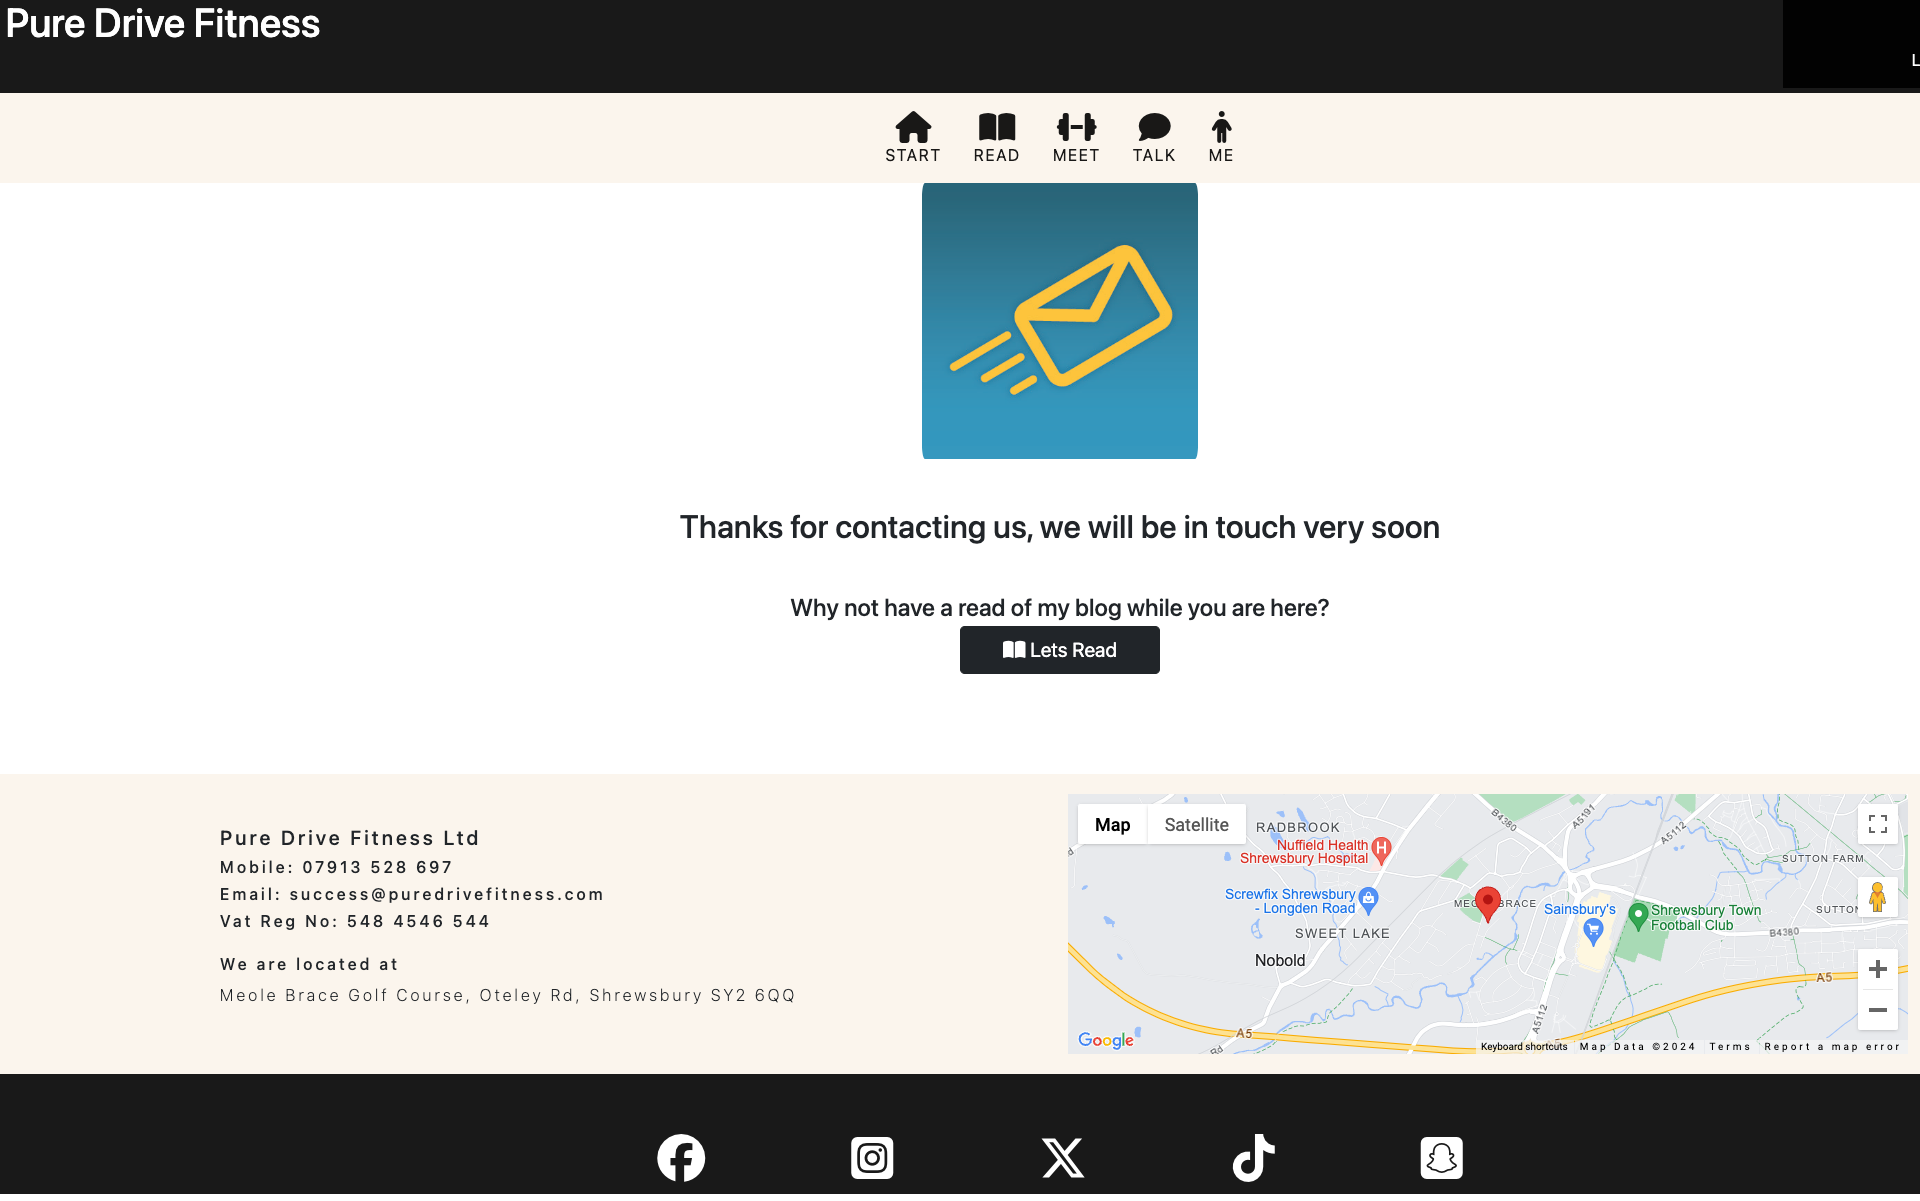 Pure Drive Fitness
L
START READ MEET TALK ME
Thanks for contacting us, we will be in touch very soon
Why not have a read of my blog while you are here?
Lets Read
Pure Drive Fitness Ltd
Mobile: 07913 528 697
Email: success@puredrivefitness.com
Vat Reg No: 548 4546 544
We are located at
Meole Brace Golf Course, Oteley Rd, Shrewsbury SY2 6QQ
Map Satellite
RADBROOK
Nuffield Health
Shrewsbury Hospital
H
B4380
A5191
A5112
SUTTON FARM
Screwfix Shrewsbury
- Longden Road
SWEET LAKE
Nobold
Sainsbury's
Shrewsbury Town
Football Club
B4380
A5
A5
A5112
Rd
Google
Keyboard shortcuts Map Data ©2024 Terms Report a map error